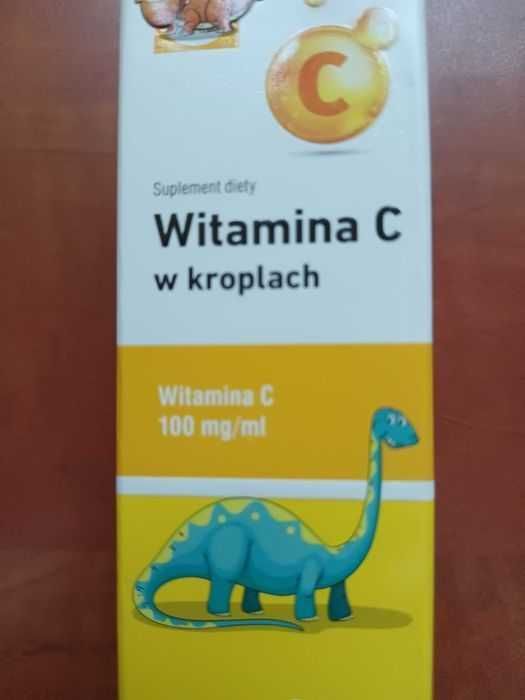 C
Suplement diety
Witamina C
w kroplach
Witamina C
100 mg/ml